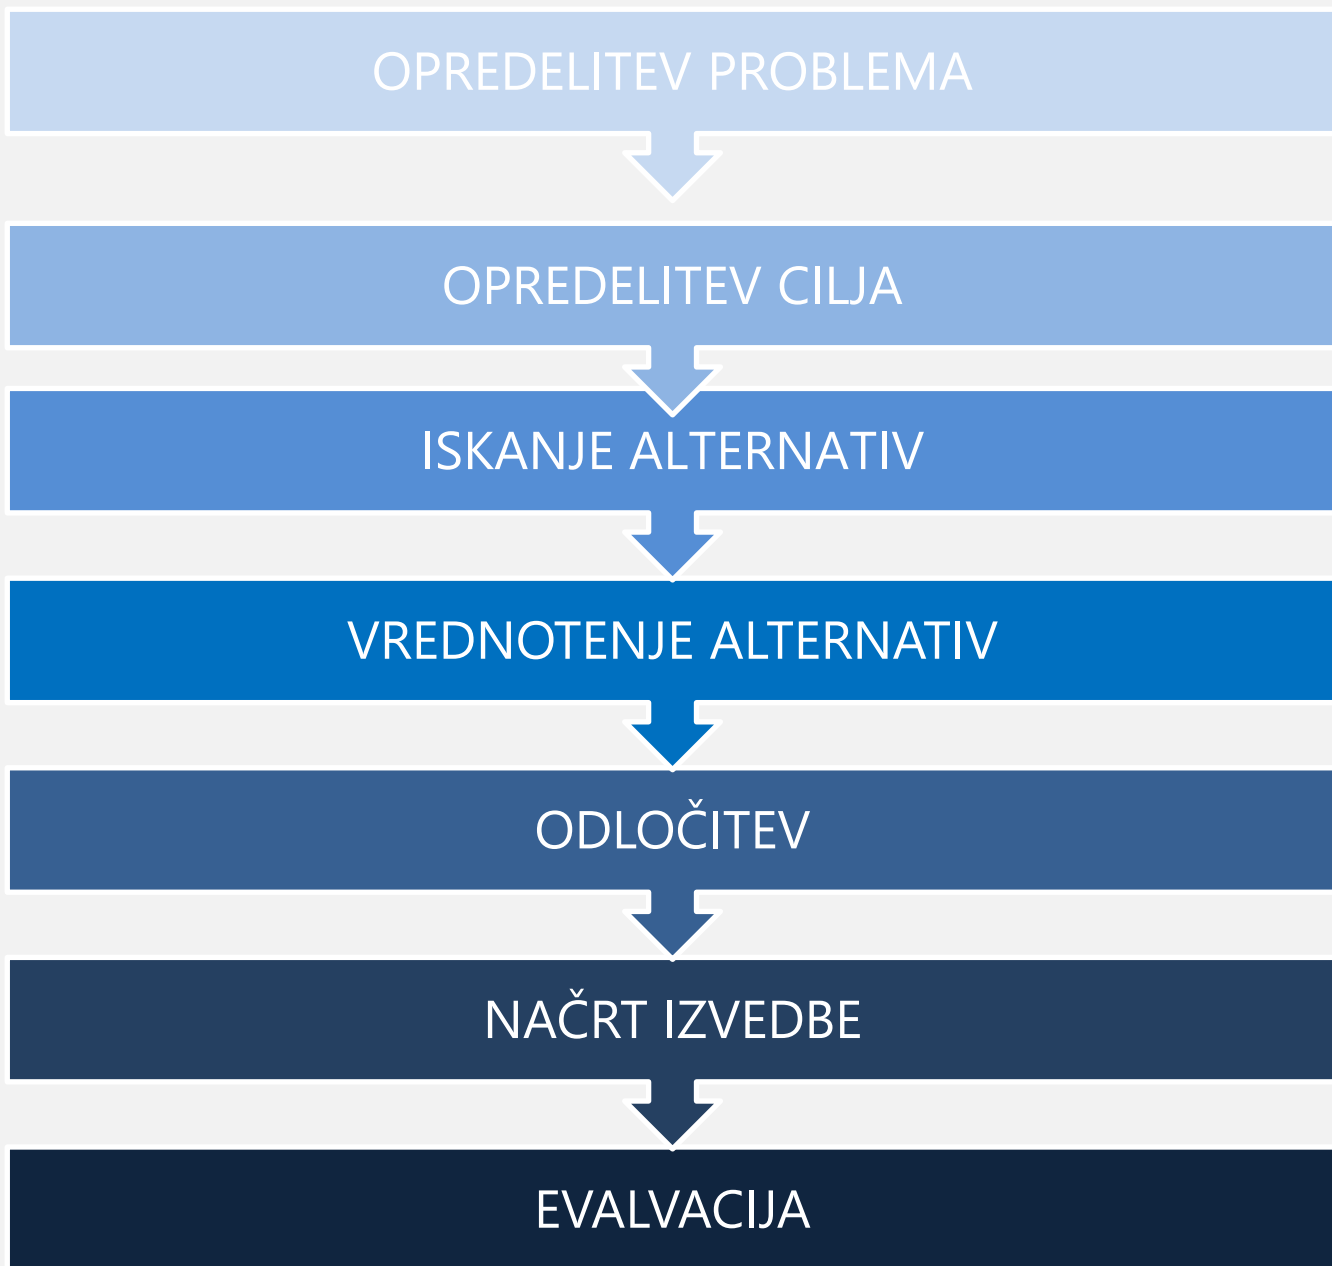 OPREDELITEV PROBLEMA
OPREDELITEV CILJA
ISKANJE ALTERNATIV
VREDNOTENJE ALTERNATIV
ODLOČITEV
NAČRT IZVEDBE
EVALVACIJA